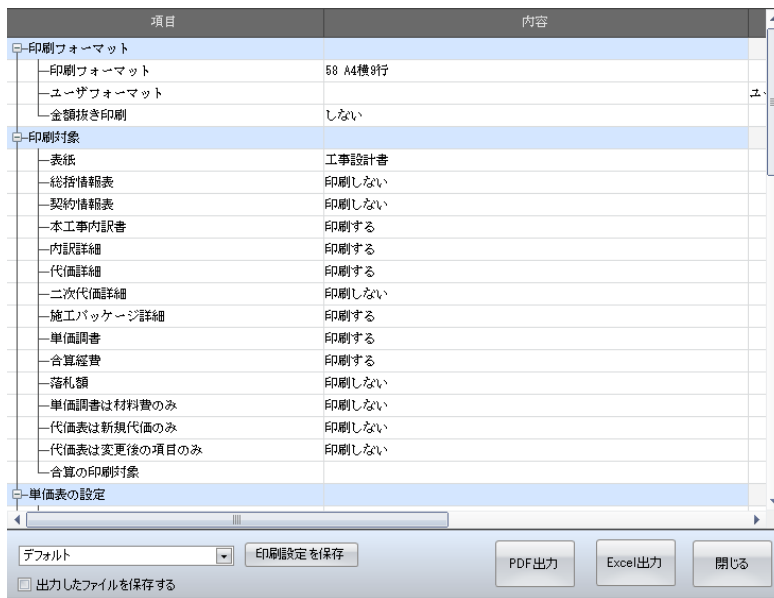 項目 内容
印刷フォーマット
印刷フォーマット 58 A4横9行
ユーザフォーマット ユー
金額抜き印刷 しない
印刷対象
表紙 工事設計書
総括情報表 印刷しない
契約情報表 印刷しない
本工事内訳書 印刷する
内訳詳細 印刷する
代価詳細 印刷する
二次代価詳細 印刷しない
施工パッケージ詳細 印刷する
単価調書 印刷する
合算経費 印刷する
落札額 印刷しない
単価調書は材料費のみ 印刷しない
代価表は新規代価のみ 印刷しない
代価表は変更後の項目のみ 印刷しない
合算の印刷対象
単価表の設定
デフォルト 印刷設定を保存 PDF出力 Excel出力 閉じる
出力したファイルを保存する